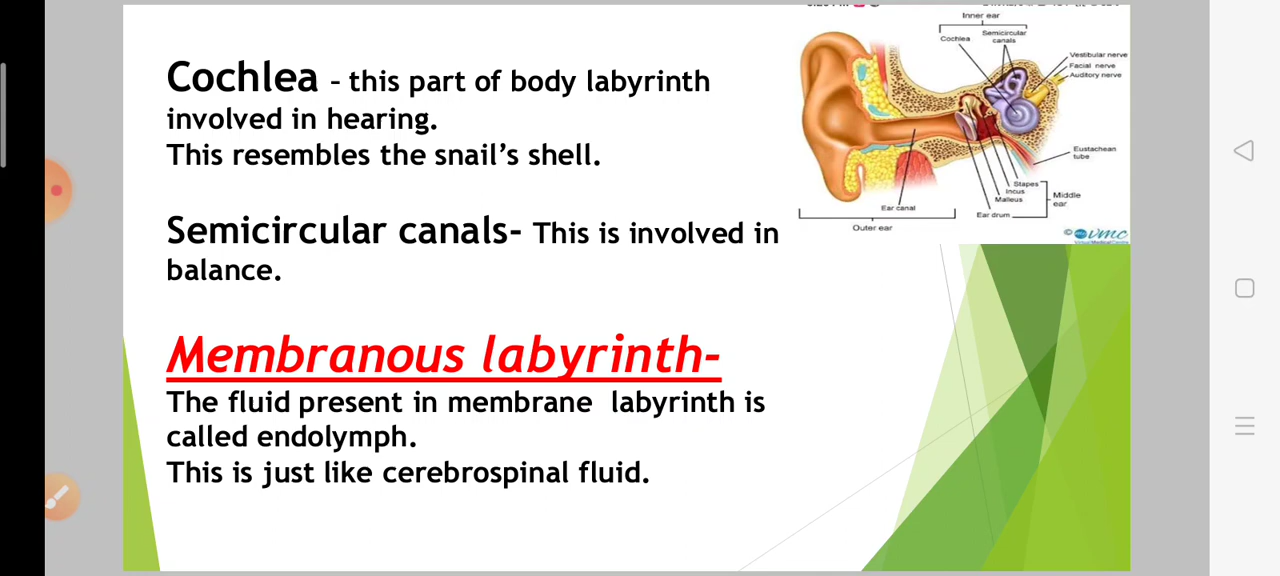 Inner ear
Semicircular
canals
Cochlea
Vestibular nerve
Facial nerve
Auditory nerve
Cochlea – this part of body labyrinth
involved in hearing.
This resembles the snail's shell.
Eustachean
tube
Stapes
Incus
Malleus
Middle
ear
Ear canal
Ear drum
Outer ear
Semicircular canals- This is involved in
balance.
© vmc
Membranous labyrinth-
The fluid present in membrane labyrinth is
called endolymph.
This is just like cerebrospinal fluid.